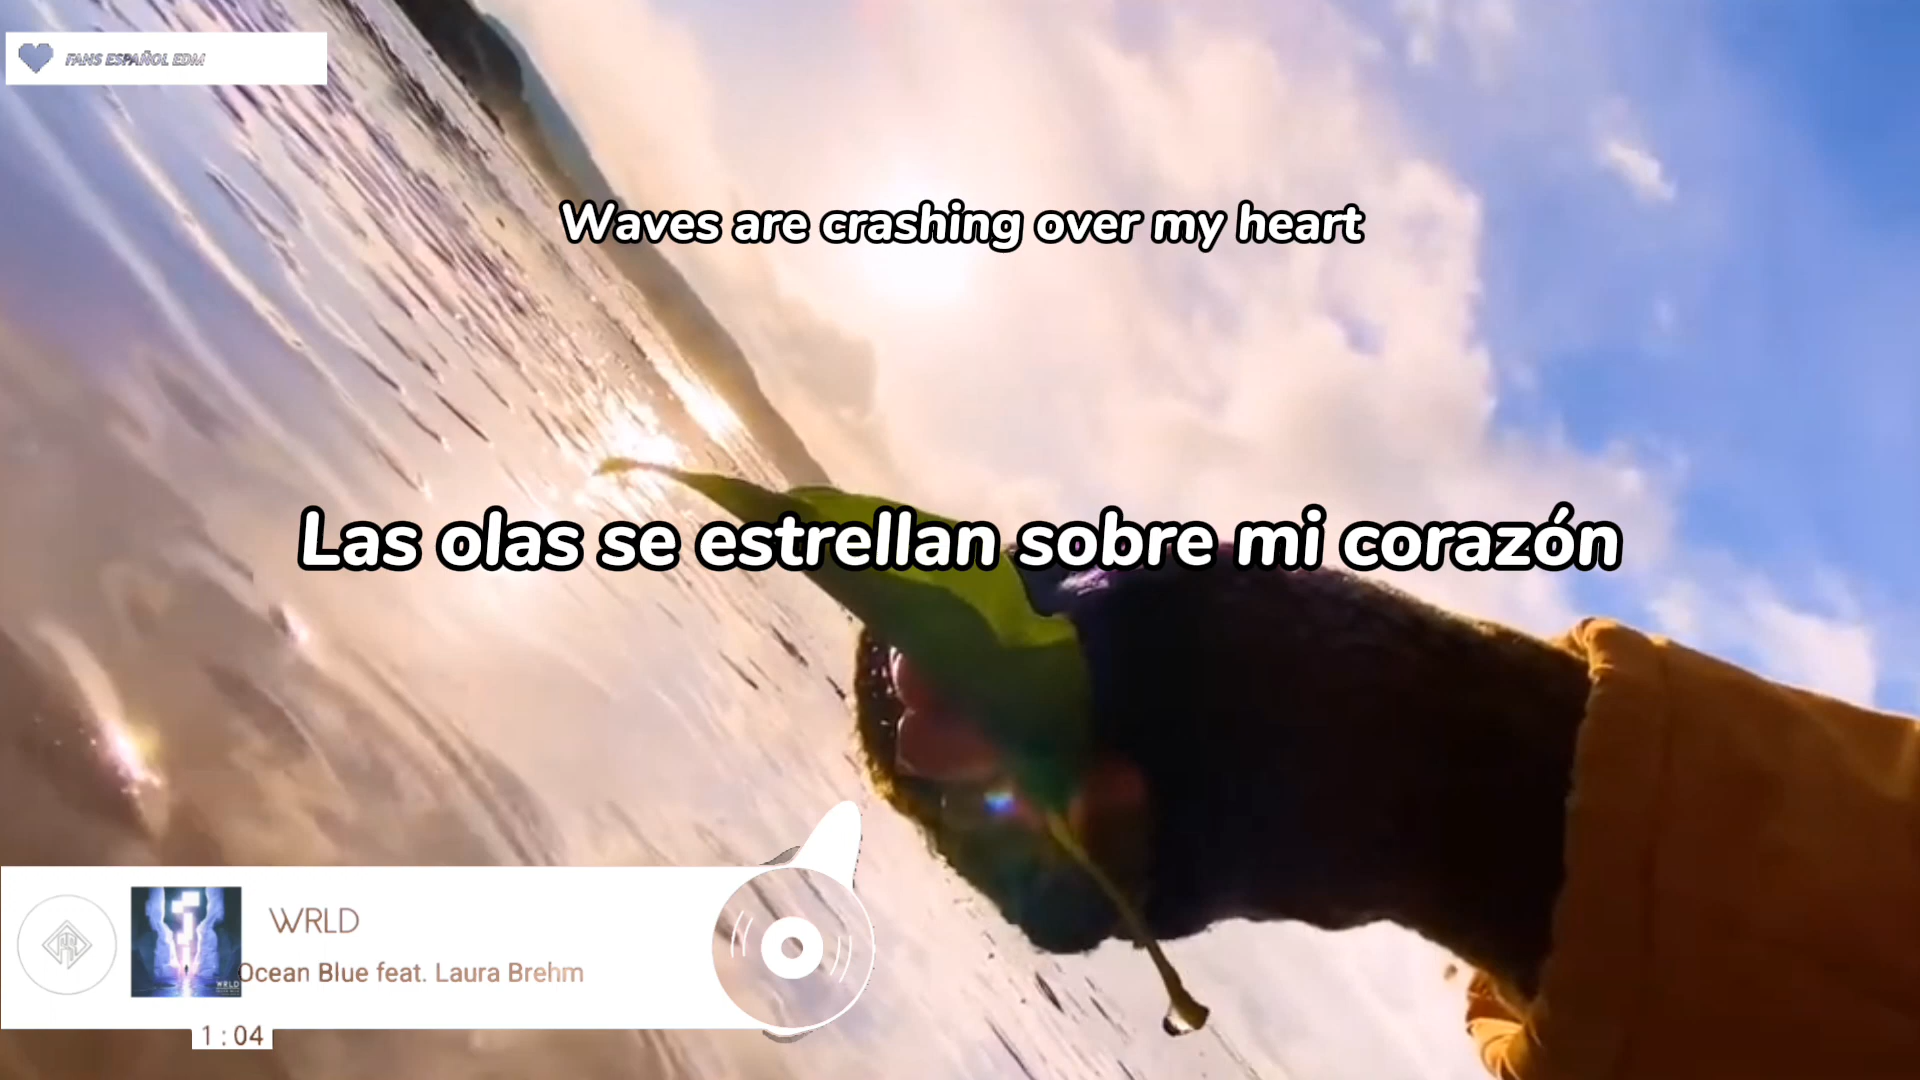 FANS ESPAÑOL EDM
Waves are crashing over my heart
Las olas se estrellan sobre mi corazón
WRLD
WRLD
Ocean Blue feat. Laura Brehm
1:04